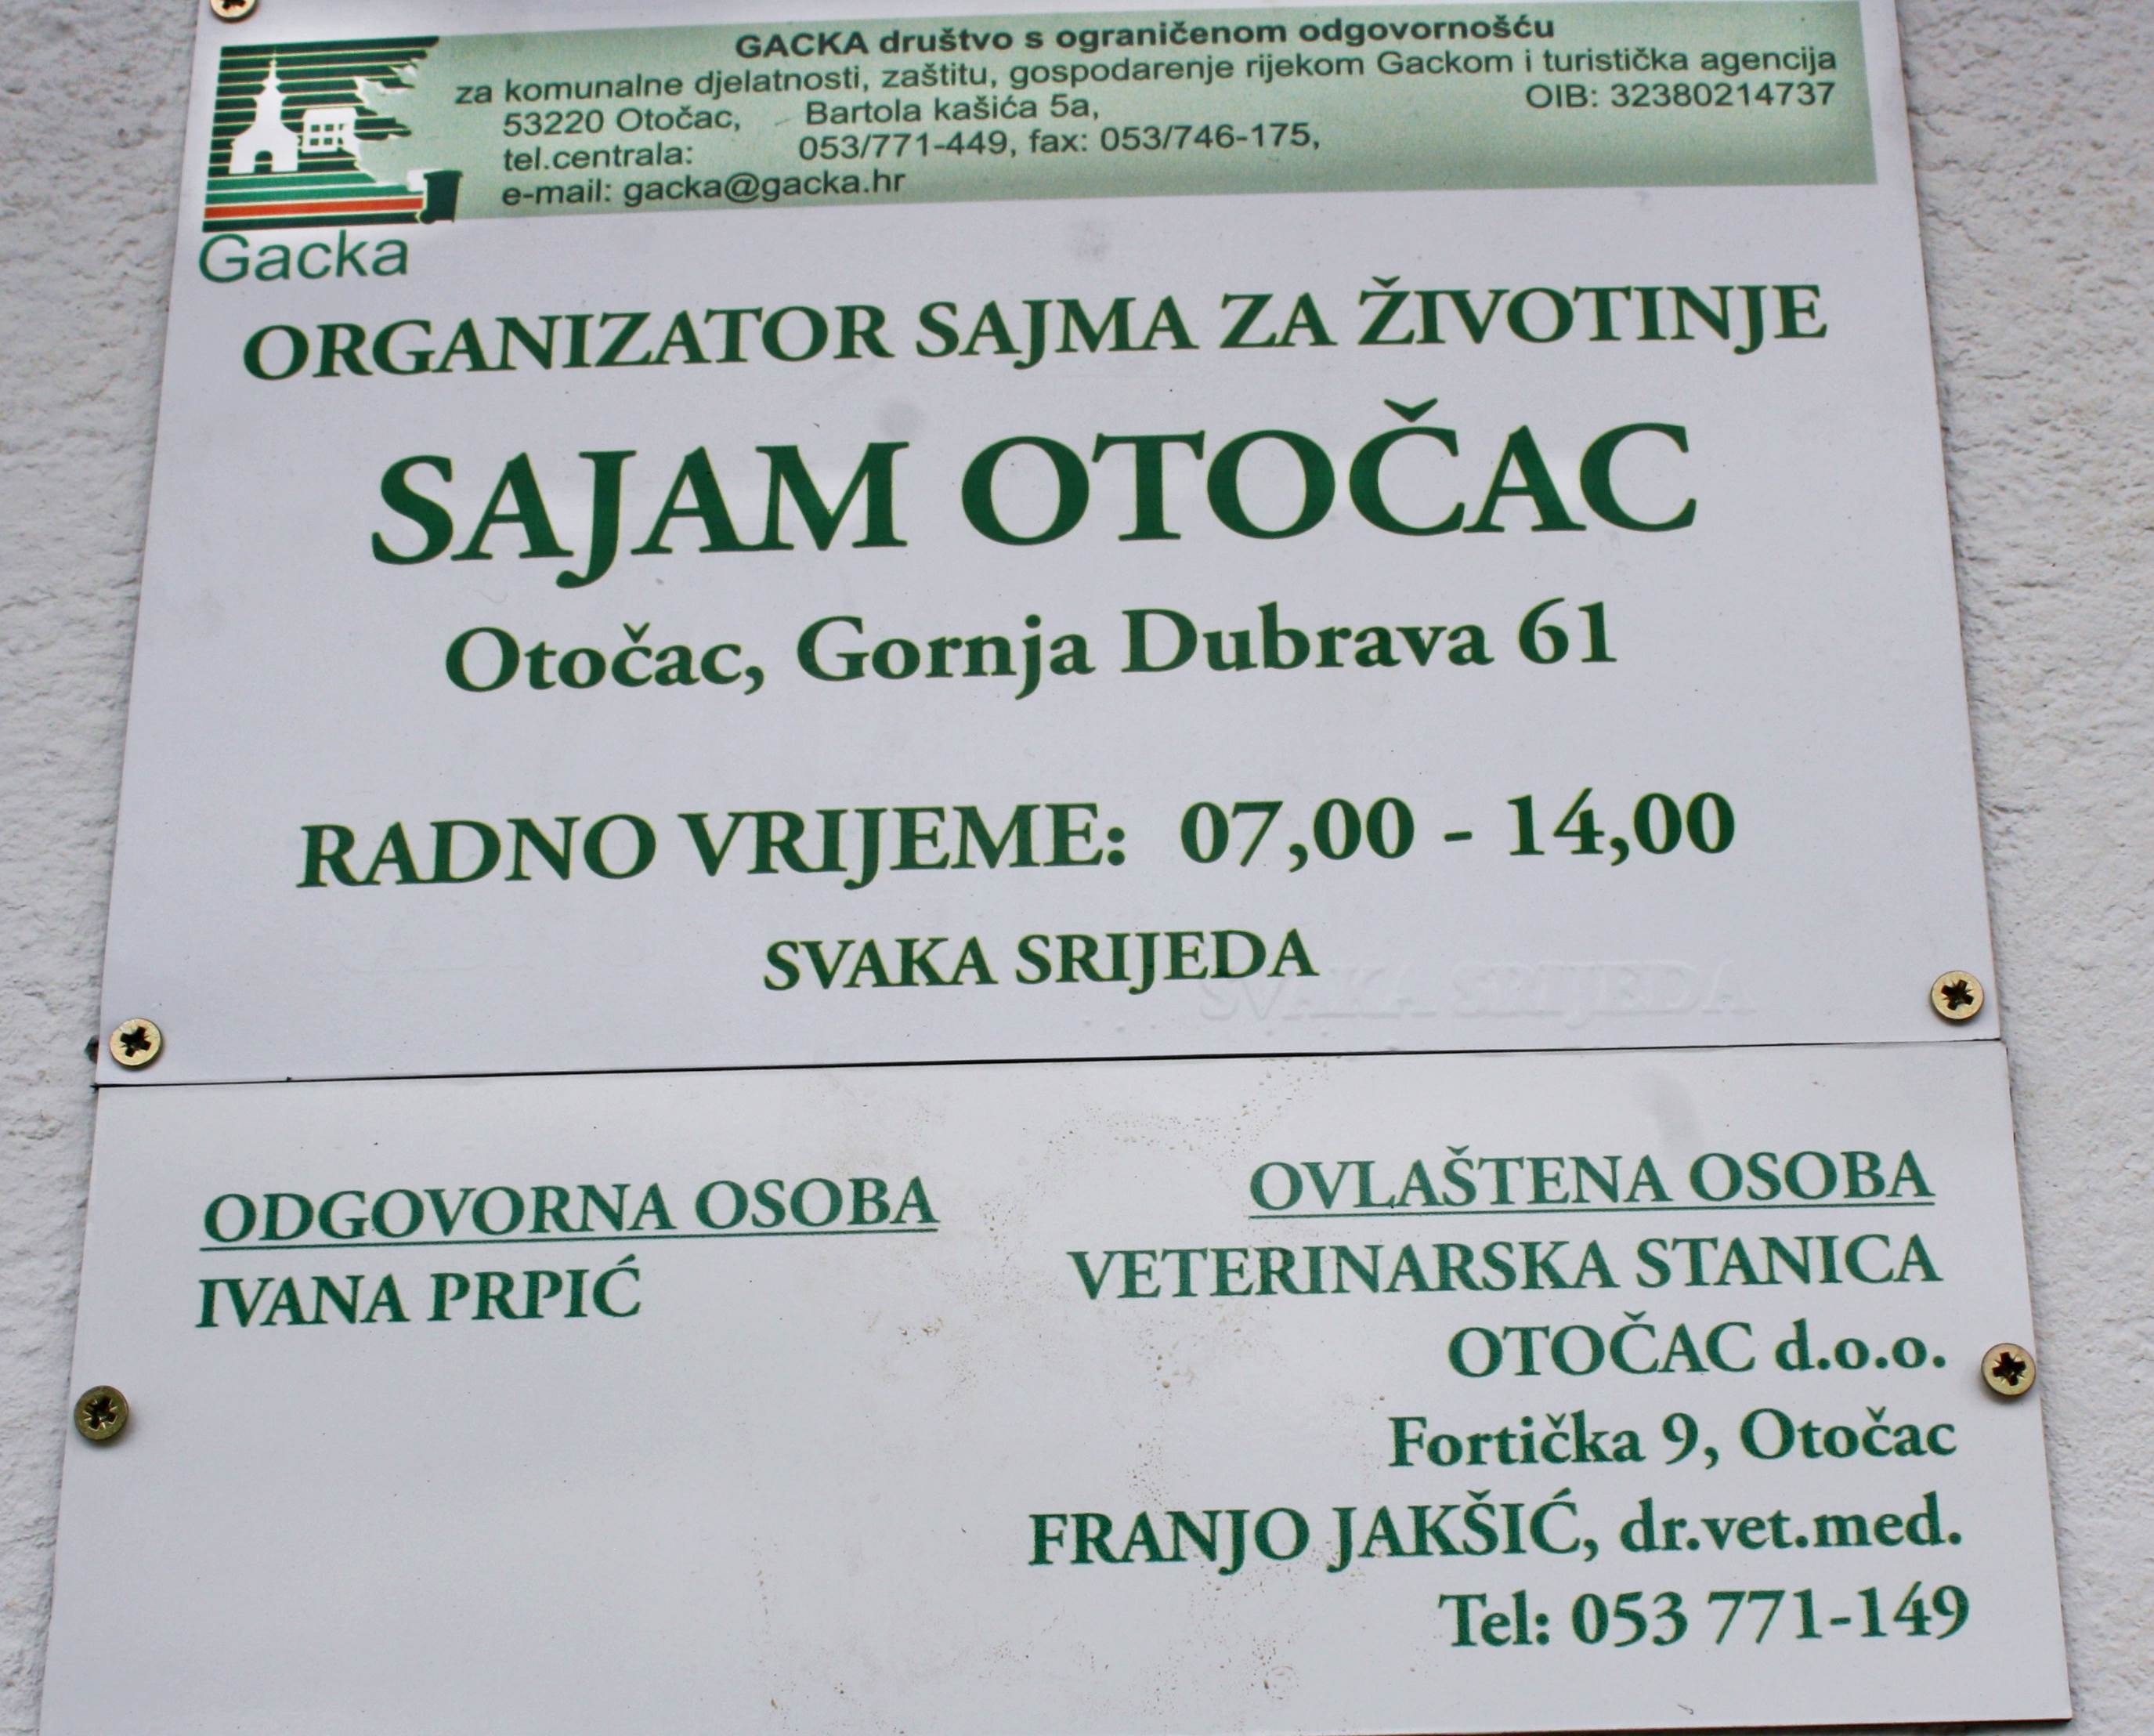 GACKA društvo s ograničenom odgovornošću
za komunalne djelatnosti, zaštitu, gospodarenje rijekom Gackom i turistička agencija
53220 Otočac, Bartola kašića 5a, OIB: 32380214737
tel.centrala: 053/771-449, fax: 053/746-175,
e-mail: gacka@gacka.hr
Gacka
ORGANIZATOR SAJMA ZA ŽIVOTINJE
SAJAM OTOČAC
Otočac, Gornja Dubrava 61
RADNO VRIJEME: 07,00 - 14,00
SVAKA SRIJEDA
SVAKA SRIJEDA
ODGOVORNA OSOBA
IVANA PRPIĆ
OVLAŠTENA OSOBA
VETERINARSKA STANICA
OTOČAC d.o.o.
Fortička 9, Otočac
FRANJO JAKŠIĆ, dr.vet.med.
Tel: 053 771-149